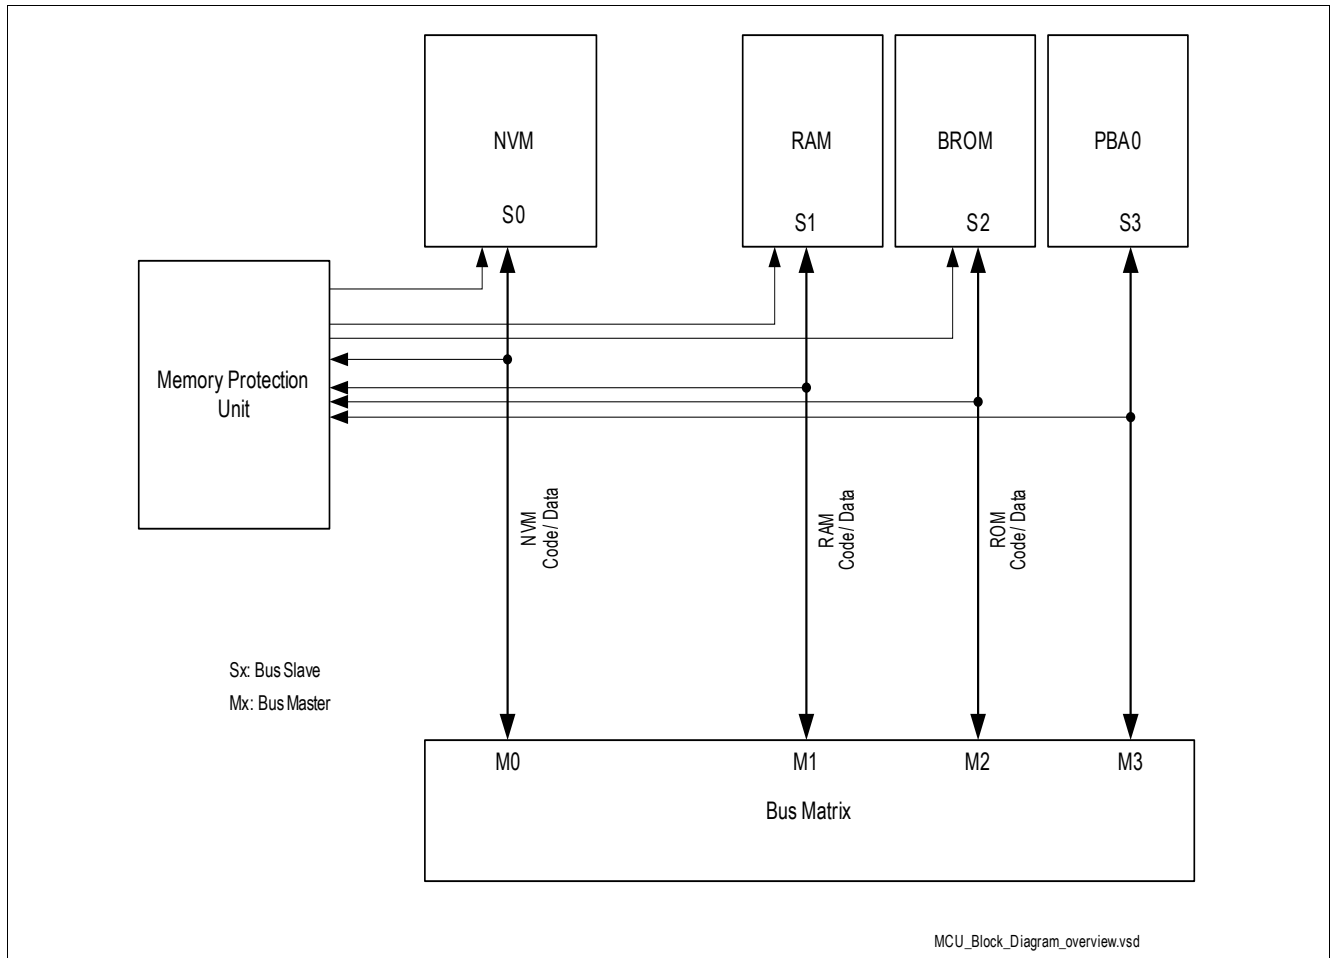 NVM
RAM
BROM
PBA0
S0
S1
S2
S3
Memory Protection
Unit
NVM
Code/ Data
RAM
Code/ Data
ROM
Code/ Data
Sx: Bus Slave
Mx: Bus Master
M0
M1
M2
M3
Bus Matrix
MCU_Block_Diagram_overview.vsd